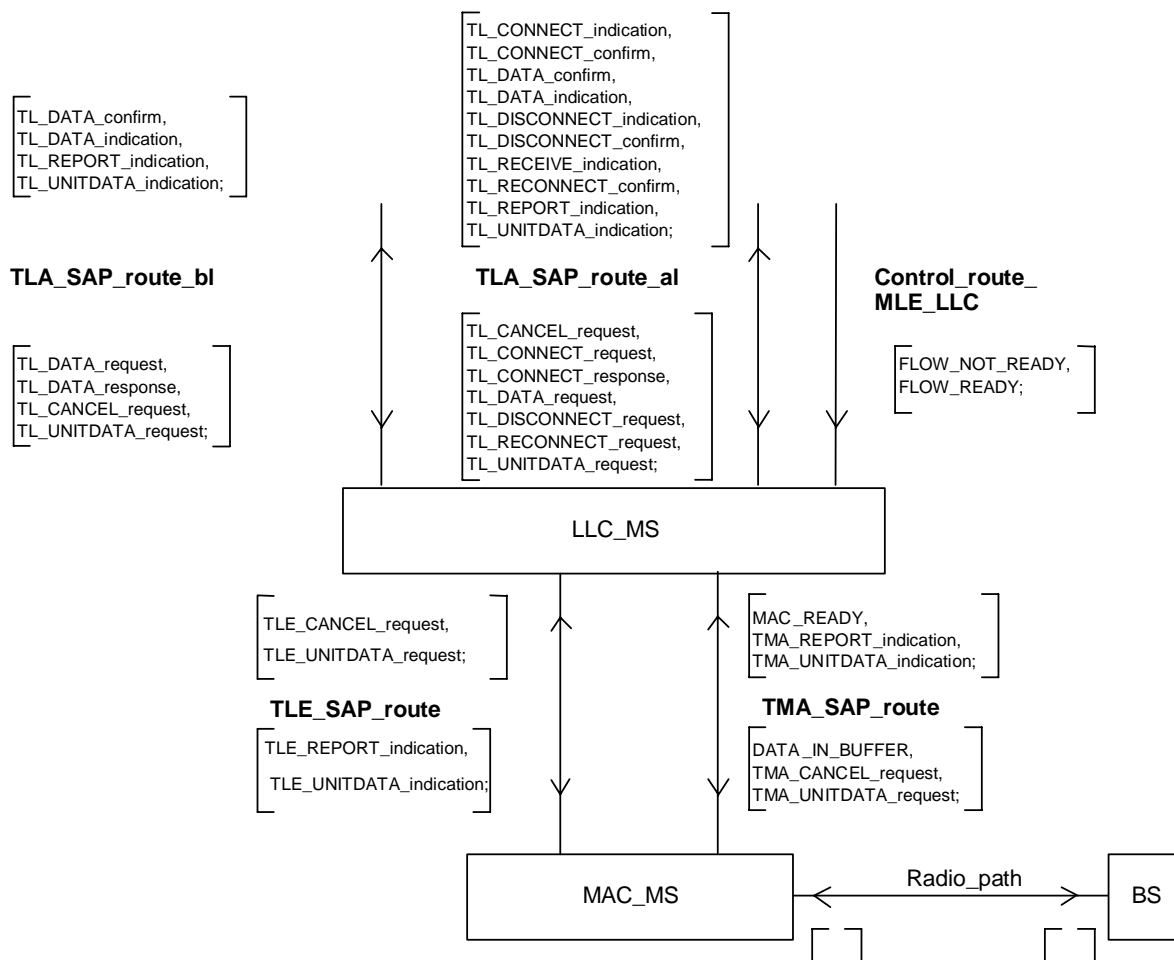 TL_CONNECT_indication,
TL_CONNECT_confirm,
TL_DATA_confirm,
TL_DATA_indication,
TL_DISCONNECT_indication,
TL_DISCONNECT_confirm,
TL_RECEIVE_indication,
TL_RECONNECT_confirm,
TL_REPORT_indication,
TL_UNITDATA_indication;
TL_DATA_confirm,
TL_DATA_indication,
TL_REPORT_indication,
TL_UNITDATA_indication;
TLA_SAP_route_bl
TLA_SAP_route_al
Control_route_
MLE_LLC
TL_DATA_request,
TL_DATA_response,
TL_CANCEL_request,
TL_UNITDATA_request;
TL_CANCEL_request,
TL_CONNECT_request,
TL_CONNECT_response,
TL_DATA_request,
TL_DISCONNECT_request,
TL_RECONNECT_request,
TL_UNITDATA_request;
FLOW_NOT_READY,
FLOW_READY;
LLC_MS
TLE_CANCEL_request,
TLE_UNITDATA_request;
MAC_READY,
TMA_REPORT_indication,
TMA_UNITDATA_indication;
TLE_SAP_route
TMA_SAP_route
TLE_REPORT_indication,
TLE_UNITDATA_indication;
DATA_IN_BUFFER,
TMA_CANCEL_request,
TMA_UNITDATA_request;
MAC_MS
Radio_path
BS